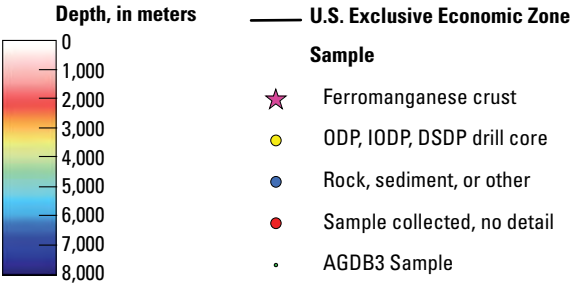 Depth, in meters
0
1,000
2,000
3,000
4,000
5,000
6,000
7,000
8,000
U.S. Exclusive Economic Zone
Sample
Ferromanganese crust
ODP, IODP, DSDP drill core
Rock, sediment, or other
Sample collected, no detail
AGDB3 Sample